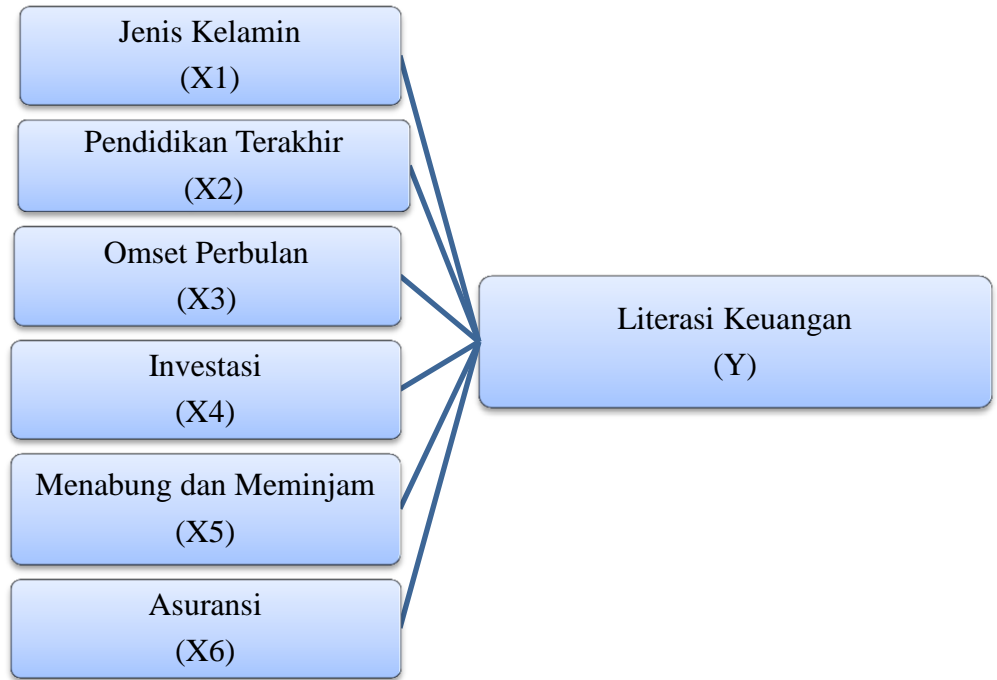 Jenis Kelamin
(X1)
Pendidikan Terakhir
(X2)
Omset Perbulan
(X3)
Investasi
(X4)
Menabung dan Meminjam
(X5)
Asuransi
(X6)
Literasi Keuangan
(Y)